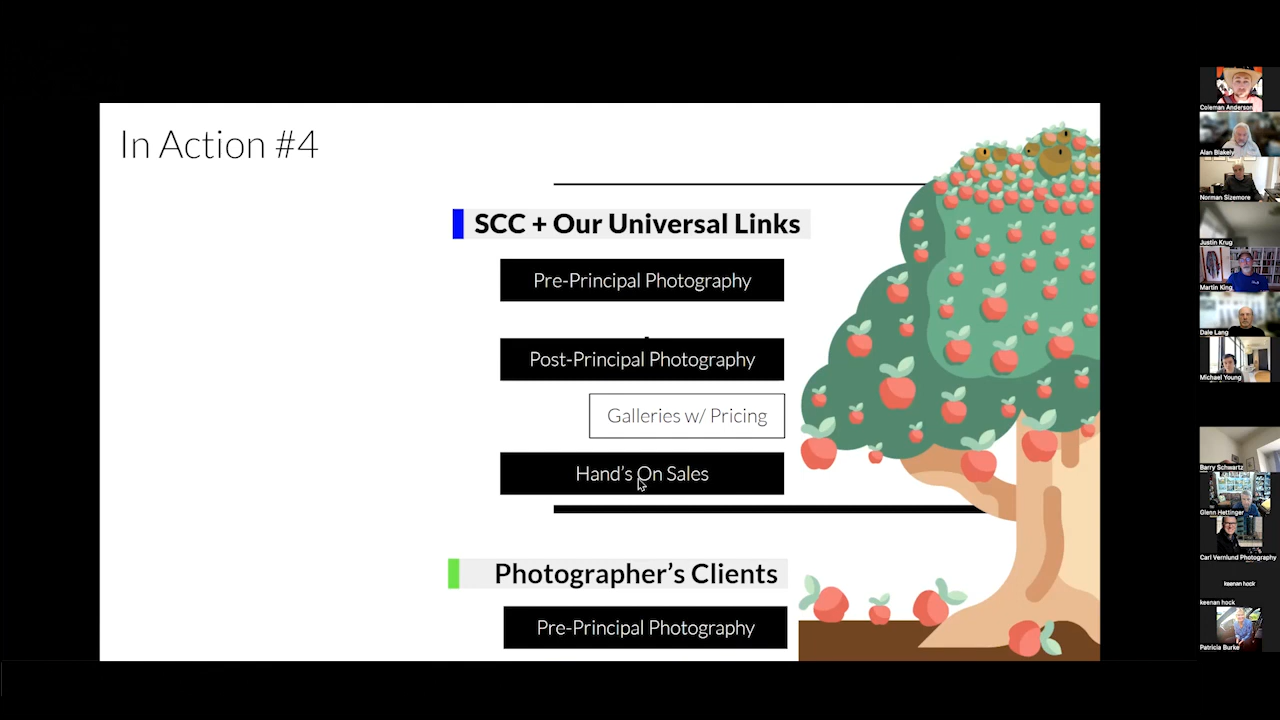 In Action #4
SCC + Our Universal Links
Pre-Principal Photography
Post-Principal Photography
Galleries w/ Pricing
Hand's On Sales
Photographer's Clients
Pre-Principal Photography
Coleman Anderson
Alan Blakely
Norman Sizemore
Justin Krug
Martin King
Dale Lang
Michael Young
Barry Schwartz
Glenn Hettinger
Carl Vernlund Photography
keenan hock
keenan hock
Patricia Burke